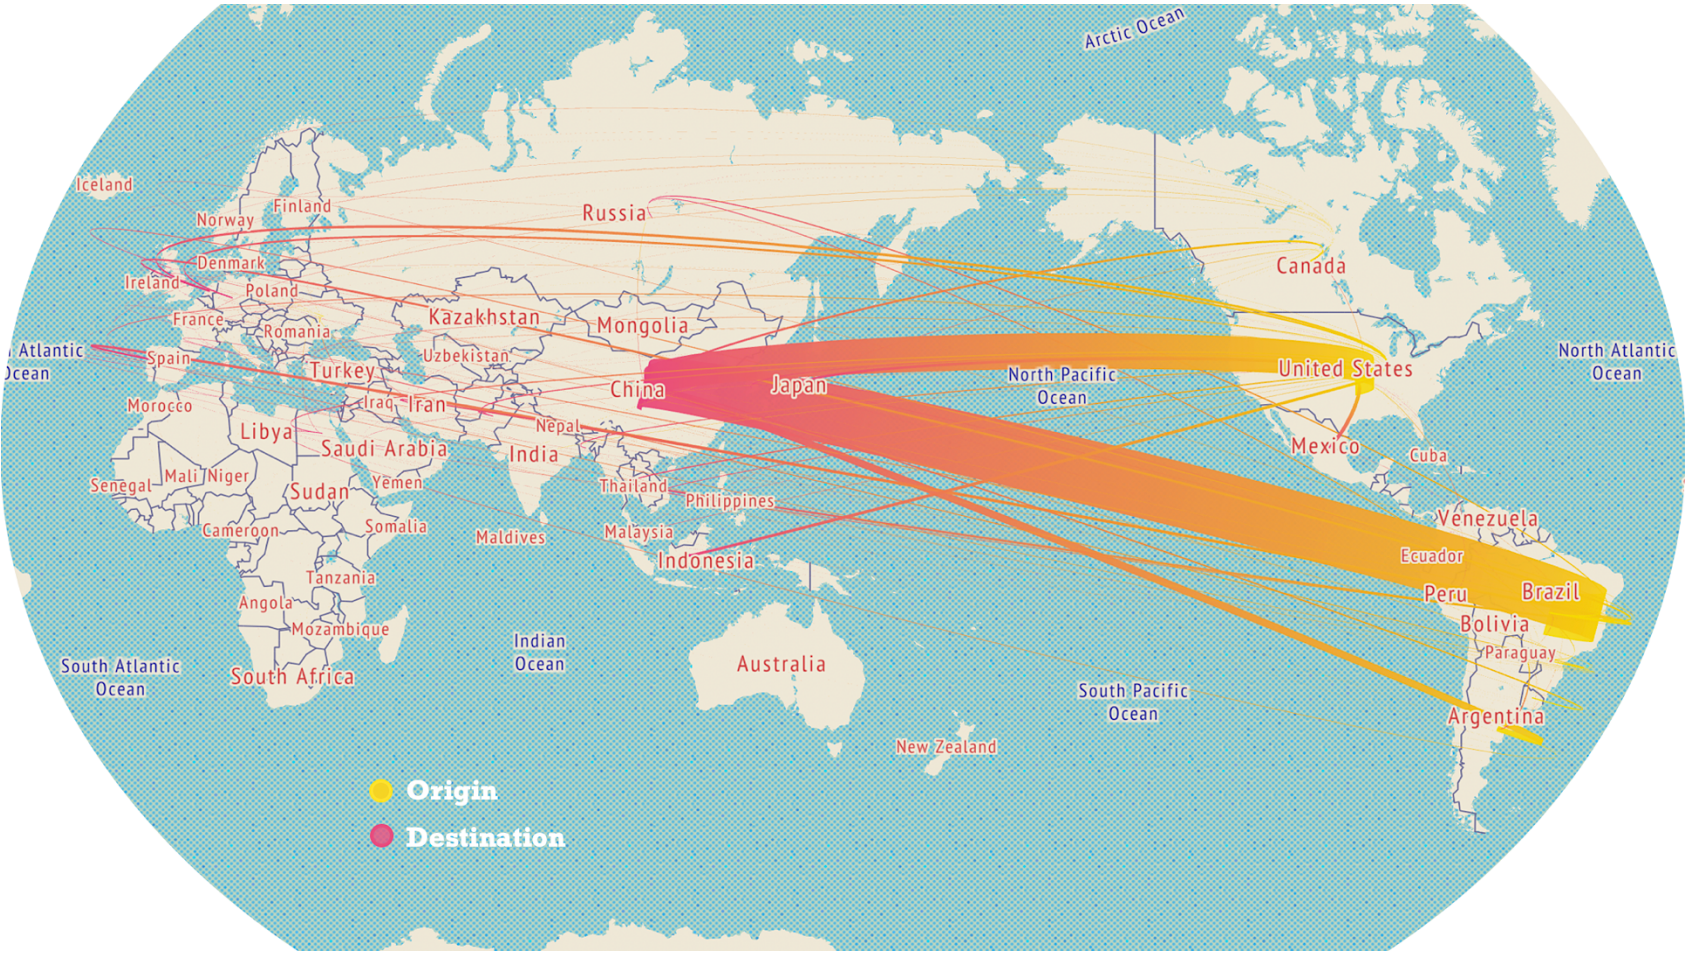 Arctic Ocean
Iceland
Norway
Finland
Russia
Denmark
Ireland
Poland
Canada
France
Romania
Kazakhstan
Mongolia
Atlantic
Ocean
Spain
Turkey
Uzbekistan
China
Japan
North Pacific
Ocean
United States
North Atlantic
Ocean
Morocco
Libya
Iraq
Iran
Nepal
Saudi Arabia
India
Mexico
Cuba
Senegal
Mali
Niger
Sudan
Yemen
Thailand
Philippines
Cameroon
Somalia
Maldives
Malaysia
Indonesia
Venezuela
Ecuador
Tanzania
Angola
Mozambique
Peru
Brazil
Bolivia
Paraguay
South Atlantic
Ocean
South Africa
Indian
Ocean
Australia
South Pacific
Ocean
Argentina
New Zealand
Origin
Destination